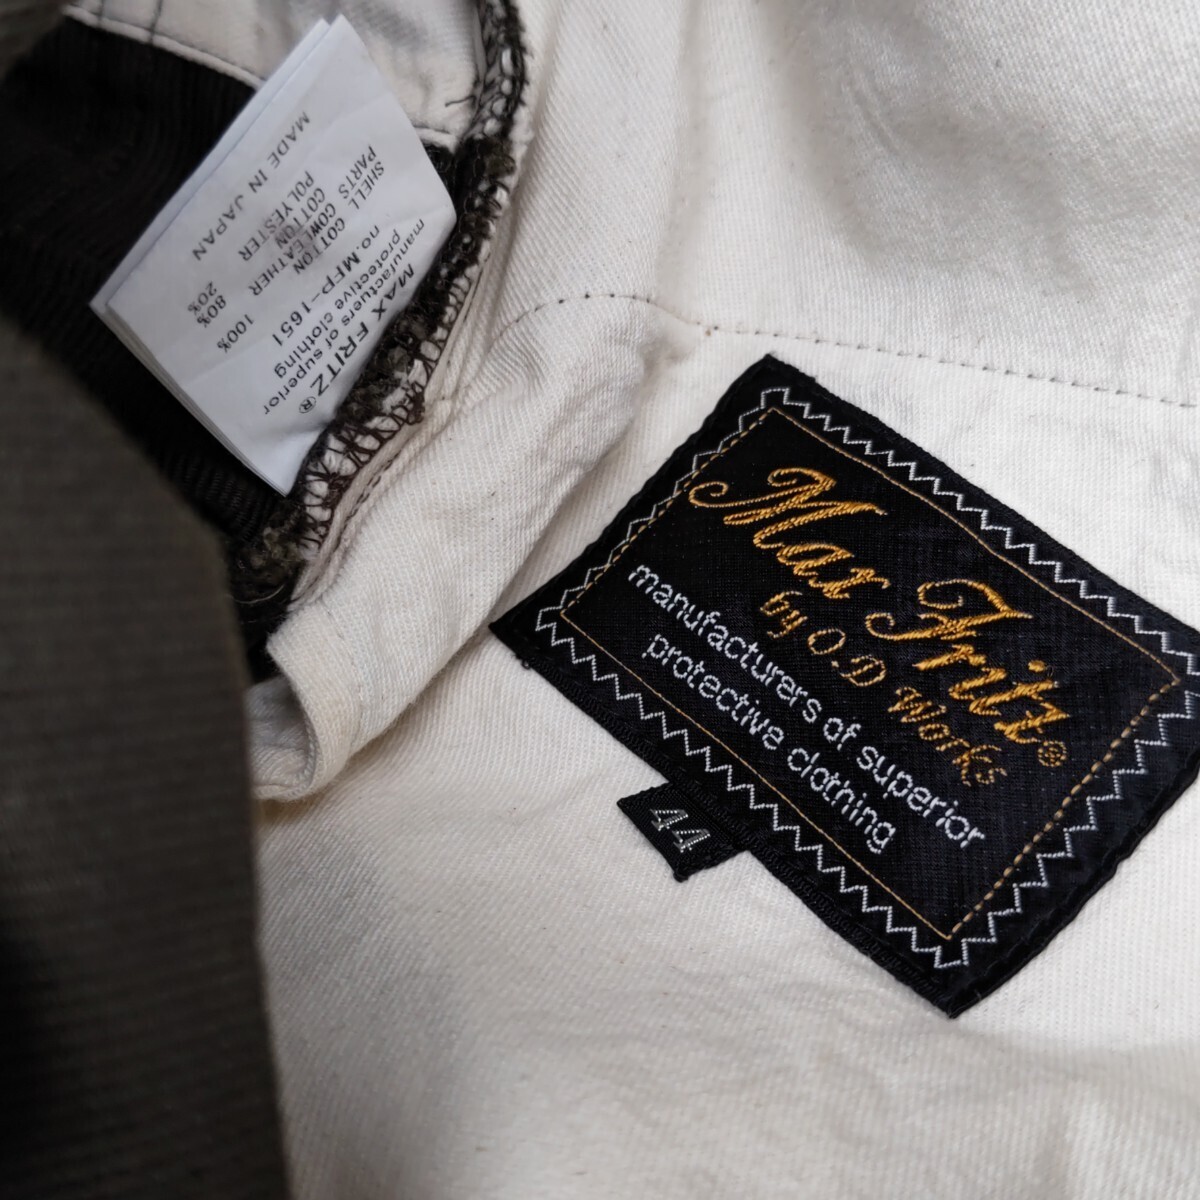 MAX FRITZ®
manufactuers of superior
protective clothing
no.MFP-1651
SHELL COTTON 100%
PARTS COWLEATHER
COTTON 80%
POLYESTER 20%
MADE IN JAPAN
Max Fritz®
by O.D Works
manufacturers of superior
protective clothing
44